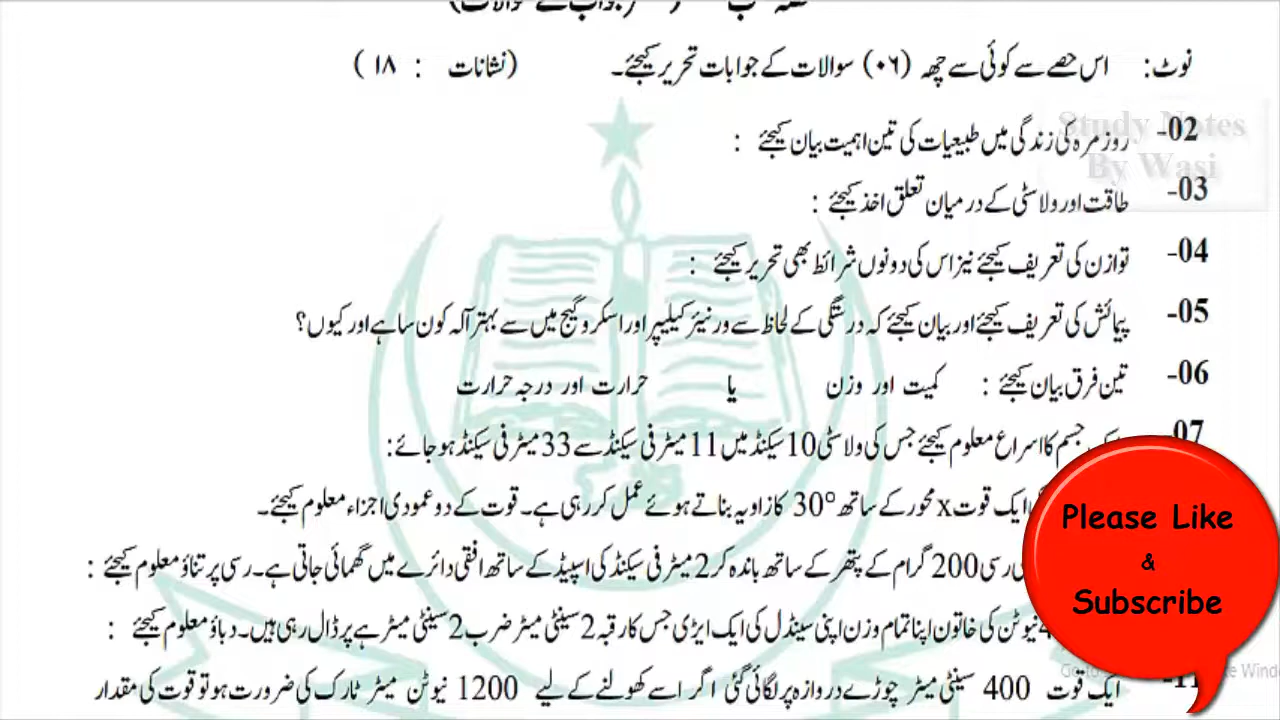 نوٹ: اس حصے سے کوئی سے چھ (۰۶) سوالات کے جوابات تحریر کیجئے۔ (نشانات : ۱۸)
Study Notes
By Wasi
02- روزمرہ کی زندگی میں طبیعیات کی تین اہمیت بیان کیجئے :
03- طاقت اور ولاسٹی کے درمیان تعلق اخذ کیجئے :
04- توازن کی تعریف کیجئے نیز اس کی دونوں شرائط بھی تحریر کیجئے :
05- پیمائش کی تعریف کیجئے اور بیان کیجئے کہ درستگی کے لحاظ سے ورنیئر کیلیپر اور اسکرو گیج میں سے بہتر آلہ کون سا ہے اور کیوں؟
06- تین فرق بیان کیجئے : کمیت اور وزن یا حرارت اور درجہ حرارت
07 جسم کا اسراع معلوم کیجئے جس کی ولاسٹی 10 سیکنڈ میں 11 میٹر فی سیکنڈ سے 33 میٹر فی سیکنڈ ہو جائے :
ایک قوت x محور کے ساتھ 30° کا زاویہ بناتے ہوئے عمل کر رہی ہے۔ قوت کے دو عمودی اجزاء معلوم کیجئے۔
رسی 200 گرام کے پتھر کے ساتھ باندھ کر 2 میٹر فی سیکنڈ کی اسپیڈ کے ساتھ افقی دائرے میں گھمائی جاتی ہے۔ رسی پر تناؤ معلوم کیجئے :
نیوٹن کی خاتون اپنا تمام وزن اپنی سینڈل کی ایک ایڑی جس کا رقبہ 2 سینٹی میٹر ضرب 2 سینٹی میٹر ہے پر ڈال رہی ہیں۔ دباؤ معلوم کیجئے :
11- ایک قوت 400 سینٹی میٹر چوڑے دروازہ پر لگائی گئی اگر اسے کھولنے کے لیے 1200 نیوٹن میٹر ٹارک کی ضرورت ہو تو قوت کی مقدار
Please Like
&
Subscribe